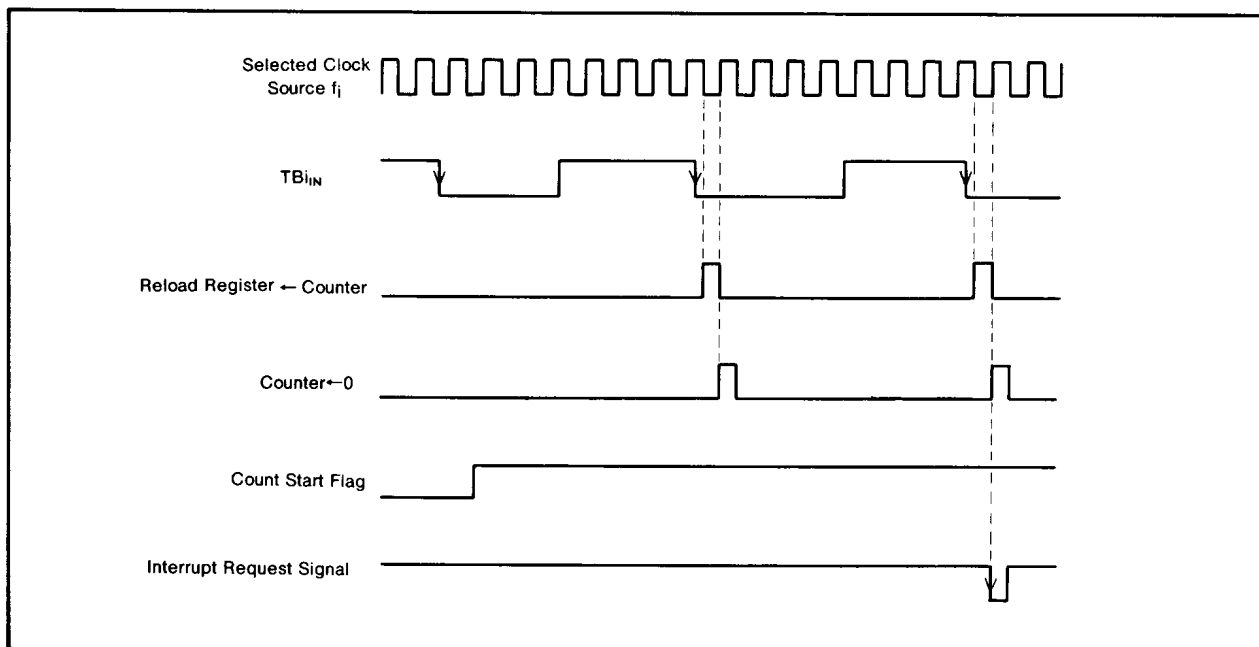 Selected Clock
Source fi
TBiIN
Reload Register ← Counter
Counter←0
Count Start Flag
Interrupt Request Signal